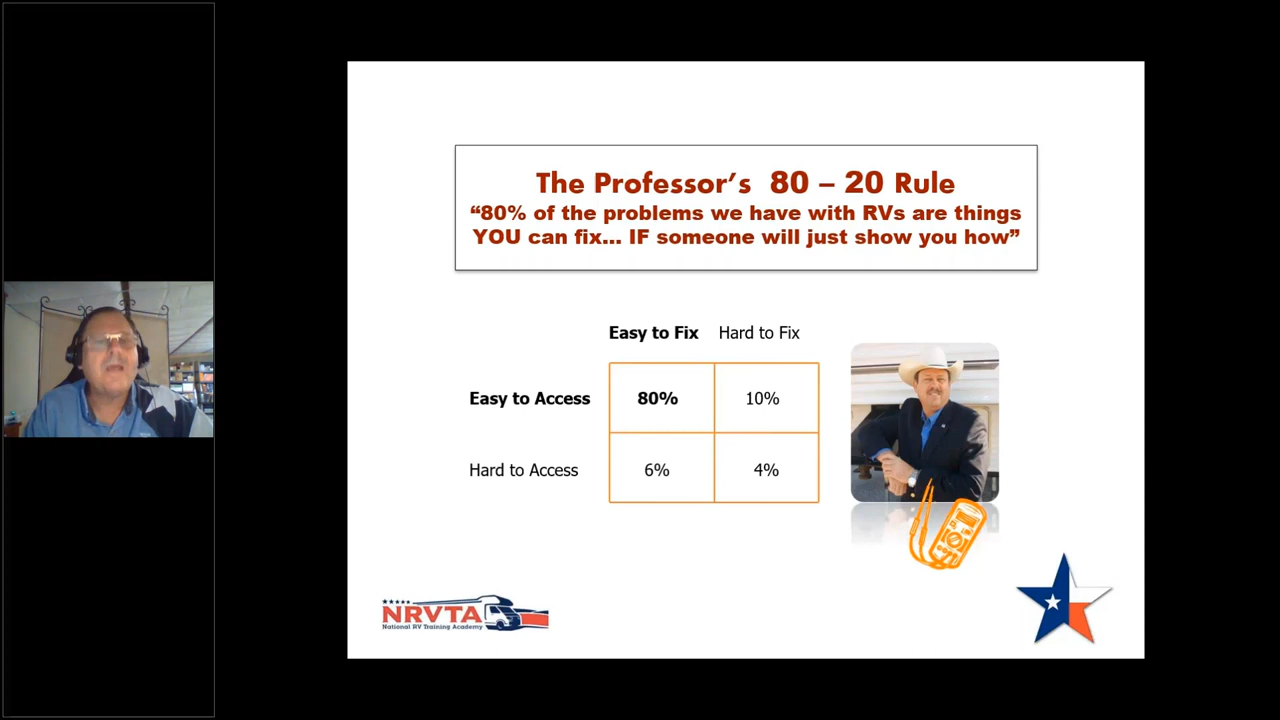 The Professor's 80 – 20 Rule
“80% of the problems we have with RVs are things
YOU can fix... IF someone will just show you how”
Easy to Fix Hard to Fix
Easy to Access 80% 10%
Hard to Access 6% 4%
NRVTA
National RV Training Academy